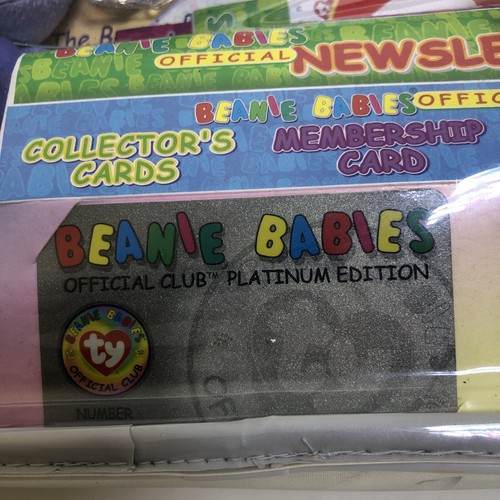 The B
BEANIE BABIES
OFFICIAL NEWSLE
BEANIE BABIES OFFIC
COLLECTOR'S
CARDS
MEMBERSHIP
CARD
BEANIE BABIES
OFFICIAL CLUB™ PLATINUM EDITION
BEANIE BABIES
ty
OFFICIAL CLUB
NUMBER